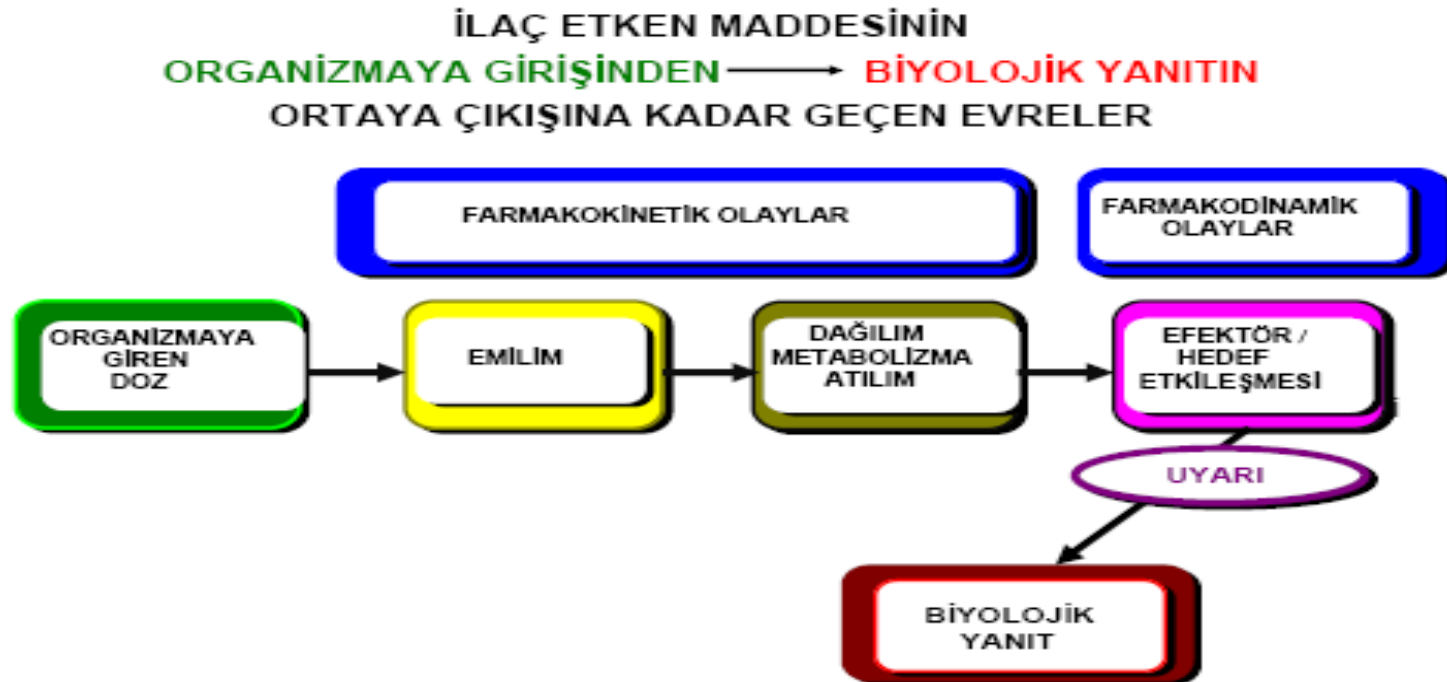 İLAÇ ETKEN MADDESİNİN
ORGANİZMAYA GİRİŞİNDEN → BİYOLOJİK YANITIN
ORTAYA ÇIKIŞINA KADAR GEÇEN EVRELER
FARMAKOKİNETİK OLAYLAR
FARMAKODİNAMİK
OLAYLAR
ORGANİZMAYA
GİREN
DOZ
EMİLİM
DAĞILIM
METABOLİZMA
ATILIM
EFEKTÖR /
HEDEF
ETKİLEŞMESİ
UYARI
BİYOLOJİK
YANIT